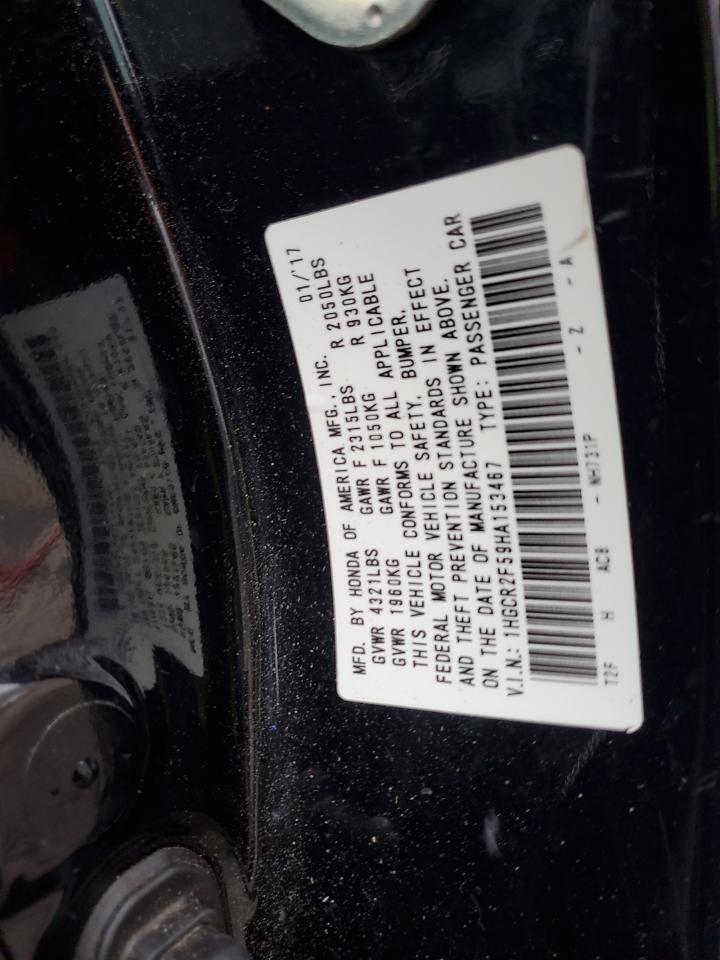 MFD. BY HONDA OF AMERICA MFG., INC. 01/'17
GVWR 4321LBS GAWR F 2315LBS R 2050LBS
GVWR 1960KG GAWR F 1050KG R 930KG
THIS VEHICLE CONFORMS TO ALL APPLICABLE
FEDERAL MOTOR VEHICLE SAFETY, BUMPER,
AND THEFT PREVENTION STANDARDS IN EFFECT
ON THE DATE OF MANUFACTURE SHOWN ABOVE.
V.I.N.: 1HGCR2F59HA153467 TYPE: PASSENGER CAR
T2F H AC8 - NH731P - Z - A